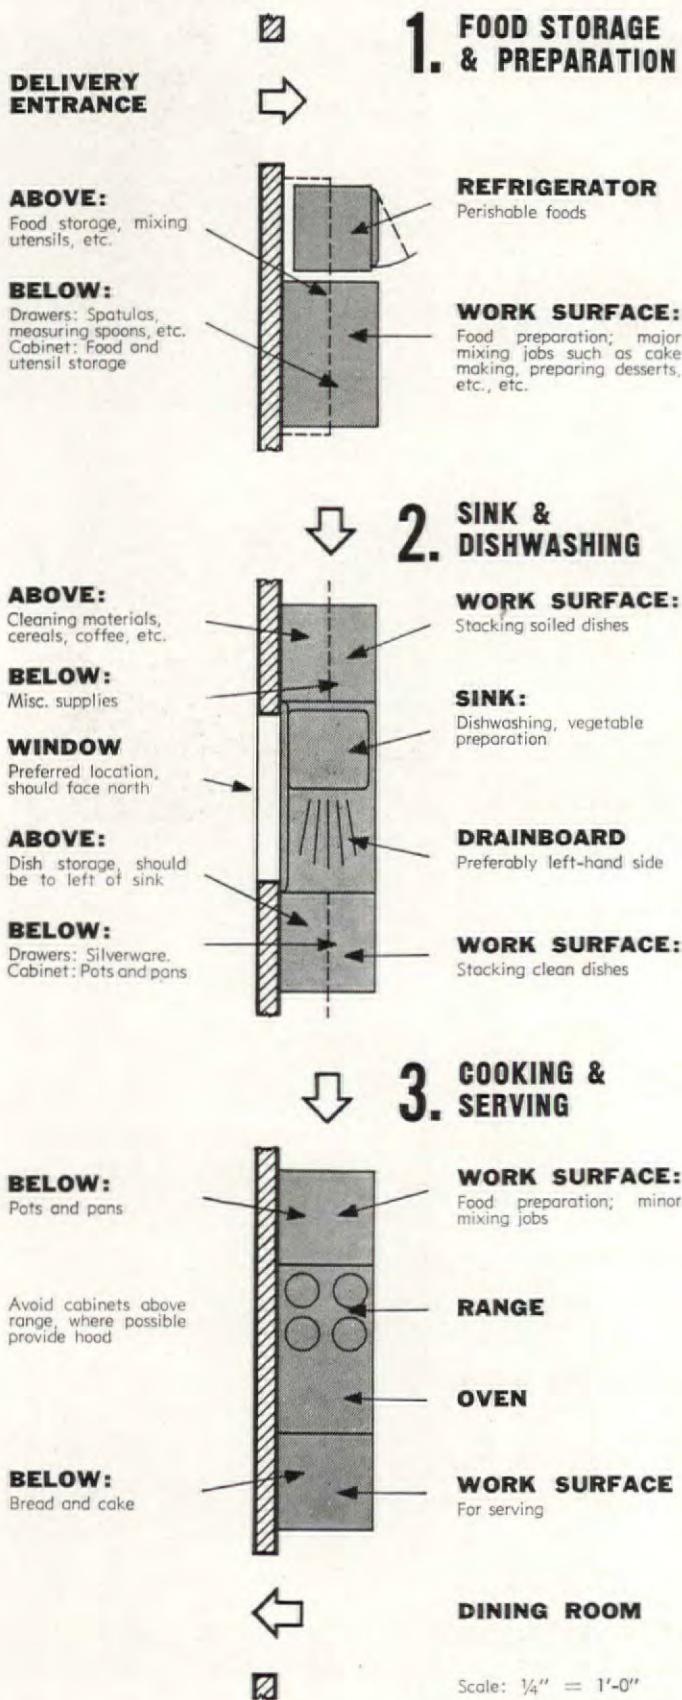 1. FOOD STORAGE
& PREPARATION
DELIVERY
ENTRANCE
ABOVE:
Food storage, mixing
utensils, etc.
REFRIGERATOR
Perishable foods
BELOW:
Drawers: Spatulas,
measuring spoons, etc.
Cabinet: Food and
utensil storage
WORK SURFACE:
Food preparation; major
mixing jobs such as cake
making, preparing desserts,
etc., etc.
2. SINK &
DISHWASHING
ABOVE:
Cleaning materials,
cereals, coffee, etc.
WORK SURFACE:
Stacking soiled dishes
BELOW:
Misc. supplies
SINK:
Dishwashing, vegetable
preparation
WINDOW
Preferred location,
should face north
ABOVE:
Dish storage, should
be to left of sink
DRAINBOARD
Preferably left-hand side
BELOW:
Drawers: Silverware.
Cabinet: Pots and pans
WORK SURFACE:
Stacking clean dishes
3. COOKING &
SERVING
BELOW:
Pots and pans
WORK SURFACE:
Food preparation; minor
mixing jobs
Avoid cabinets above
range, where possible
provide hood
RANGE
OVEN
BELOW:
Bread and cake
WORK SURFACE
For serving
DINING ROOM
Scale: ¼" = 1'-0"